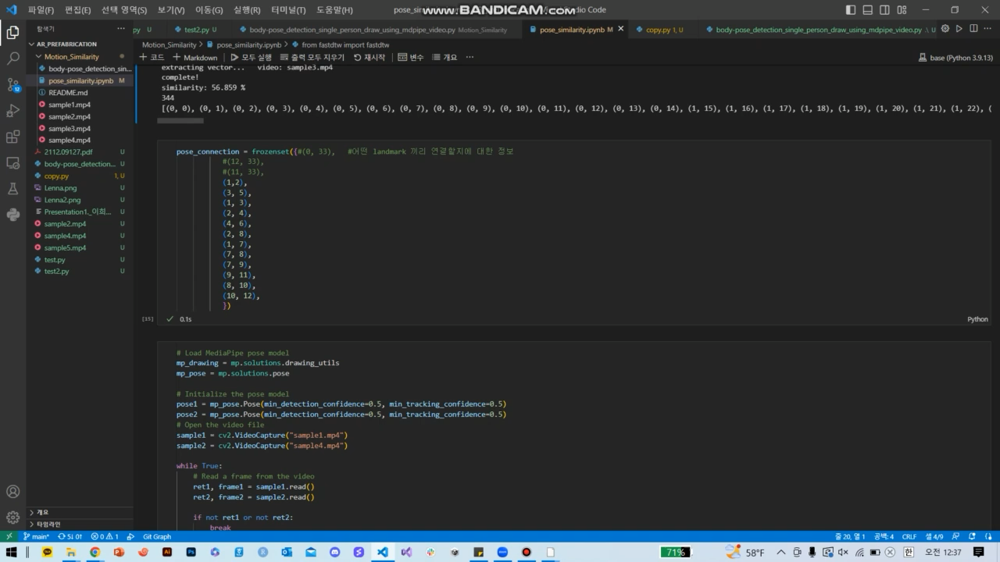 파일(F) 편집(E) 선택 영역(S) 보기(V) 이동(G) 실행(R) 터미널(T) 도움말(H)
www.BANDICAM.com
탐색기
test2.py U
body-pose_detection_single_person_draw_using_mdpipe_video.py Motion_Similarity
pose_similarity.ipynb M
copy.py 1, U
body-pose_detection_single_person_draw_using_mdpipe_video.py .\ U
AR_PREFABRICATION
Motion_Similarity > pose_similarity.ipynb > from fastdtw import fastdtw
+ 코드 + Markdown 모두 실행 출력 모두 지우기 재시작 변수 개요 ...
base (Python 3.9.13)
Motion_Similarity
body-pose_detection_sin...
pose_similarity.ipynb M
README.md
sample1.mp4
sample2.mp4
sample3.mp4
sample4.mp4
2112.09127.pdf U
body-pose_detection... U
copy.py 1, U
Lenna.png U
Lenna2.png U
Presentation1._이희... U
sample2.mp4 U
sample4.mp4 U
sample5.mp4 U
test.py U
test2.py U
extracting vector... video: sample3.mp4
complete!
similarity: 56.859 %
344
[(0, 0), (0, 1), (0, 2), (0, 3), (0, 4), (0, 5), (0, 6), (0, 7), (0, 8), (0, 9), (0, 10), (0, 11), (0, 12), (0, 13), (0, 14), (1, 15), (1, 16), (1, 17), (1, 18), (1, 19), (1, 20), (1, 21), (1, 22), (
pose_connection = frozenset({#(0, 33), #어떤 landmark 끼리 연결할지에 대한 정보
#(12, 33),
#(11, 33),
(1,2),
(3, 5),
(1, 3),
(2, 4),
(4, 6),
(2, 8),
(1, 7),
(7, 8),
(7, 9),
(9, 11),
(8, 10),
(10, 12),
})
[15] 0.1s Python
# Load MediaPipe pose model
mp_drawing = mp.solutions.drawing_utils
mp_pose = mp.solutions.pose
# Initialize the pose model
pose1 = mp_pose.Pose(min_detection_confidence=0.5, min_tracking_confidence=0.5)
pose2 = mp_pose.Pose(min_detection_confidence=0.5, min_tracking_confidence=0.5)
# Open the video file
sample1 = cv2.VideoCapture("sample1.mp4")
sample2 = cv2.VideoCapture("sample4.mp4")
while True:
# Read a frame from the video
ret1, frame1 = sample1.read()
ret2, frame2 = sample2.read()
if not ret1 or not ret2:
break
개요
타임라인
main* 5↓ 0↑ 0 1 Git Graph
줄 20, 열 1 공백: 4 CRLF 셀 4/9
71% 58°F 한 오전 12:37